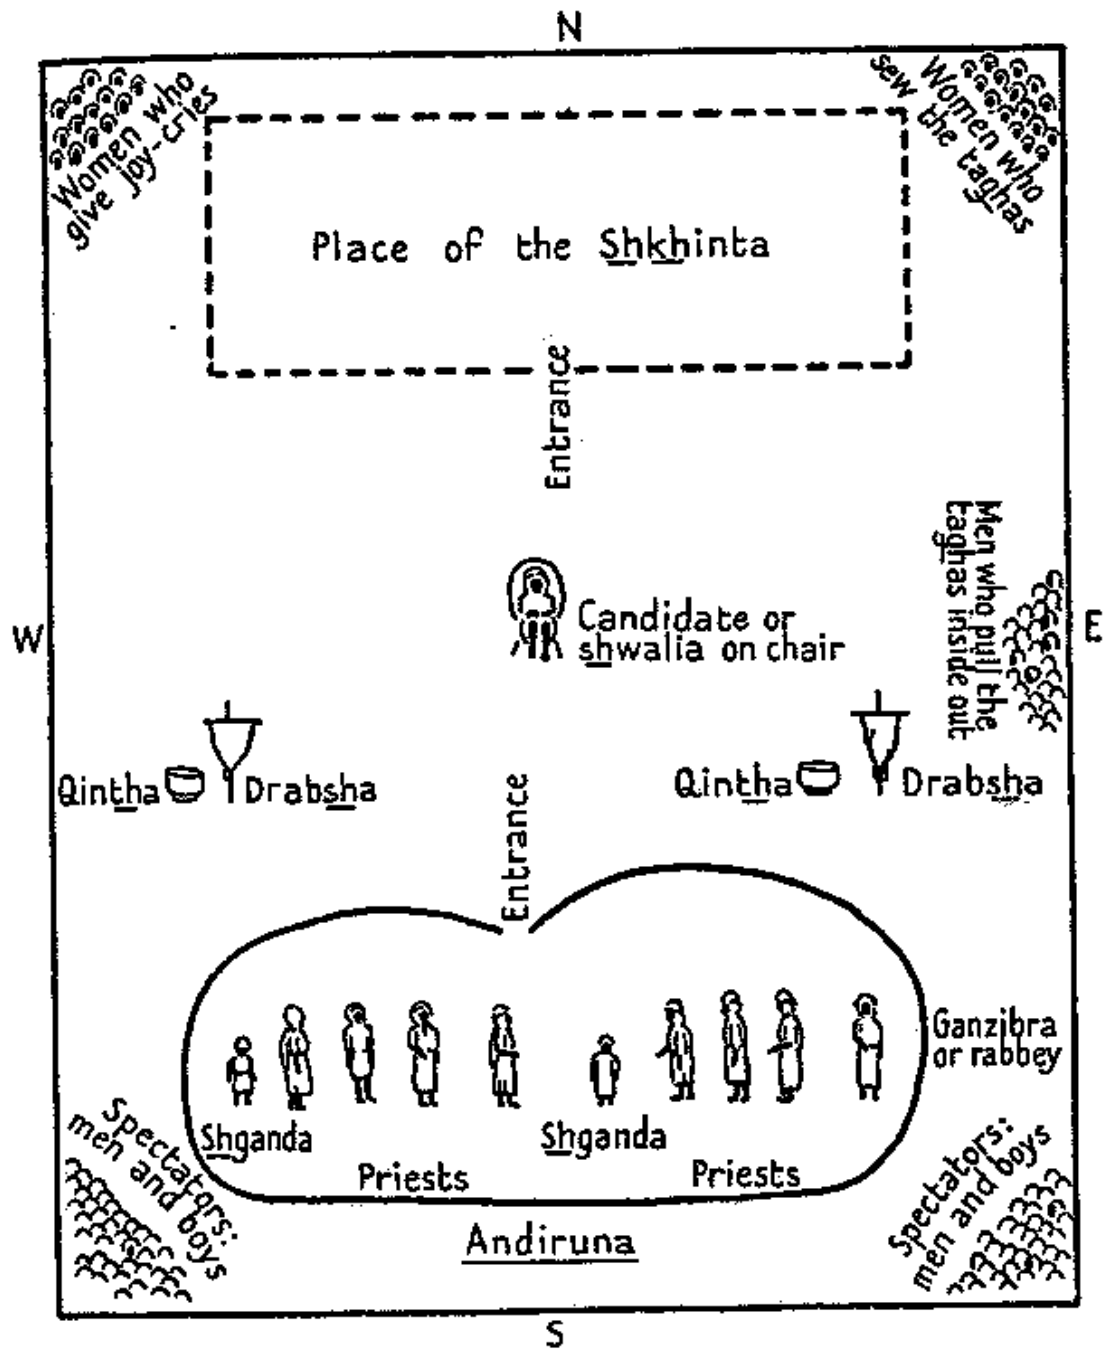 N
Women who
give joy-cries
Women who
sew the taghas
Place of the Shkhinta
Entrance
Men who pull the
taghas inside out
W
E
Candidate or
shwalia on chair
Qintha
Drabsha
Qintha
Drabsha
Entrance
Ganzibra
or rabbey
Shganda
Shganda
Priests
Priests
Spectators:
men and boys
Spectators:
men and boys
Andiruna
S